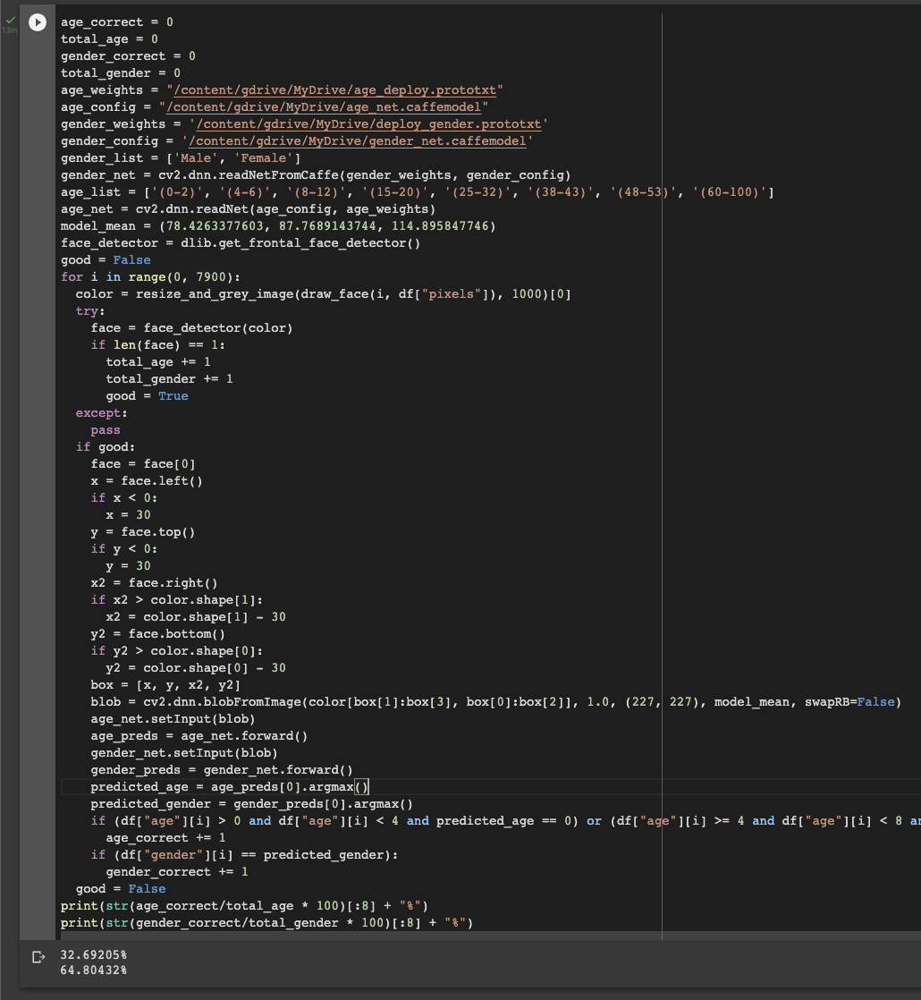 13m
age_correct = 0
total_age = 0
gender_correct = 0
total_gender = 0
age_weights = "/content/gdrive/MyDrive/age_deploy.prototxt"
age_config = "/content/gdrive/MyDrive/age_net.caffemodel"
gender_weights = '/content/gdrive/MyDrive/deploy_gender.prototxt'
gender_config = '/content/gdrive/MyDrive/gender_net.caffemodel'
gender_list = ['Male', 'Female']
gender_net = cv2.dnn.readNetFromCaffe(gender_weights, gender_config)
age_list = ['(0-2)', '(4-6)', '(8-12)', '(15-20)', '(25-32)', '(38-43)', '(48-53)', '(60-100)']
age_net = cv2.dnn.readNet(age_config, age_weights)
model_mean = (78.4263377603, 87.7689143744, 114.895847746)
face_detector = dlib.get_frontal_face_detector()
good = False
for i in range(0, 7900):
  color = resize_and_grey_image(draw_face(i, df["pixels"]), 1000)[0]
  try:
    face = face_detector(color)
    if len(face) == 1:
      total_age += 1
      total_gender += 1
      good = True
  except:
    pass
  if good:
    face = face[0]
    x = face.left()
    if x < 0:
      x = 30
    y = face.top()
    if y < 0:
      y = 30
    x2 = face.right()
    if x2 > color.shape[1]:
      x2 = color.shape[1] - 30
    y2 = face.bottom()
    if y2 > color.shape[0]:
      y2 = color.shape[0] - 30
    box = [x, y, x2, y2]
    blob = cv2.dnn.blobFromImage(color[box[1]:box[3], box[0]:box[2]], 1.0, (227, 227), model_mean, swapRB=False)
    age_net.setInput(blob)
    age_preds = age_net.forward()
    gender_net.setInput(blob)
    gender_preds = gender_net.forward()
    predicted_age = age_preds[0].argmax()
    predicted_gender = gender_preds[0].argmax()
    if (df["age"][i] > 0 and df["age"][i] < 4 and predicted_age == 0) or (df["age"][i] >= 4 and df["age"][i] < 8
      age_correct += 1
    if (df["gender"][i] == predicted_gender):
      gender_correct += 1
  good = False
print(str(age_correct/total_age * 100)[:8] + "%")
print(str(gender_correct/total_gender * 100)[:8] + "%")
32.69205%
64.80432%